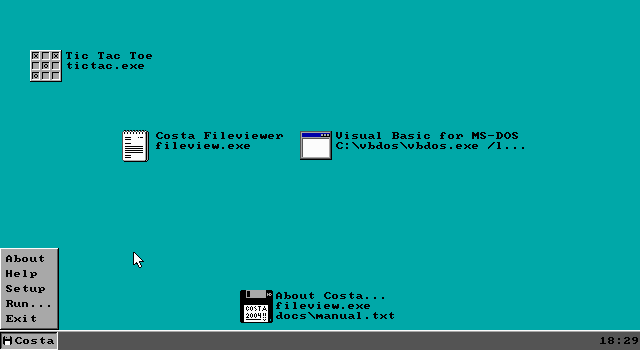 Tic Tac Toe
tictac.exe
Costa Fileviewer
fileview.exe
Visual Basic for MS-DOS
C:\vbdos\vbdos.exe /l...
About
Help
Setup
Run...
Exit
COSTA
2004!!
About Costa...
fileview.exe
docs\manual.txt
Costa
18:29